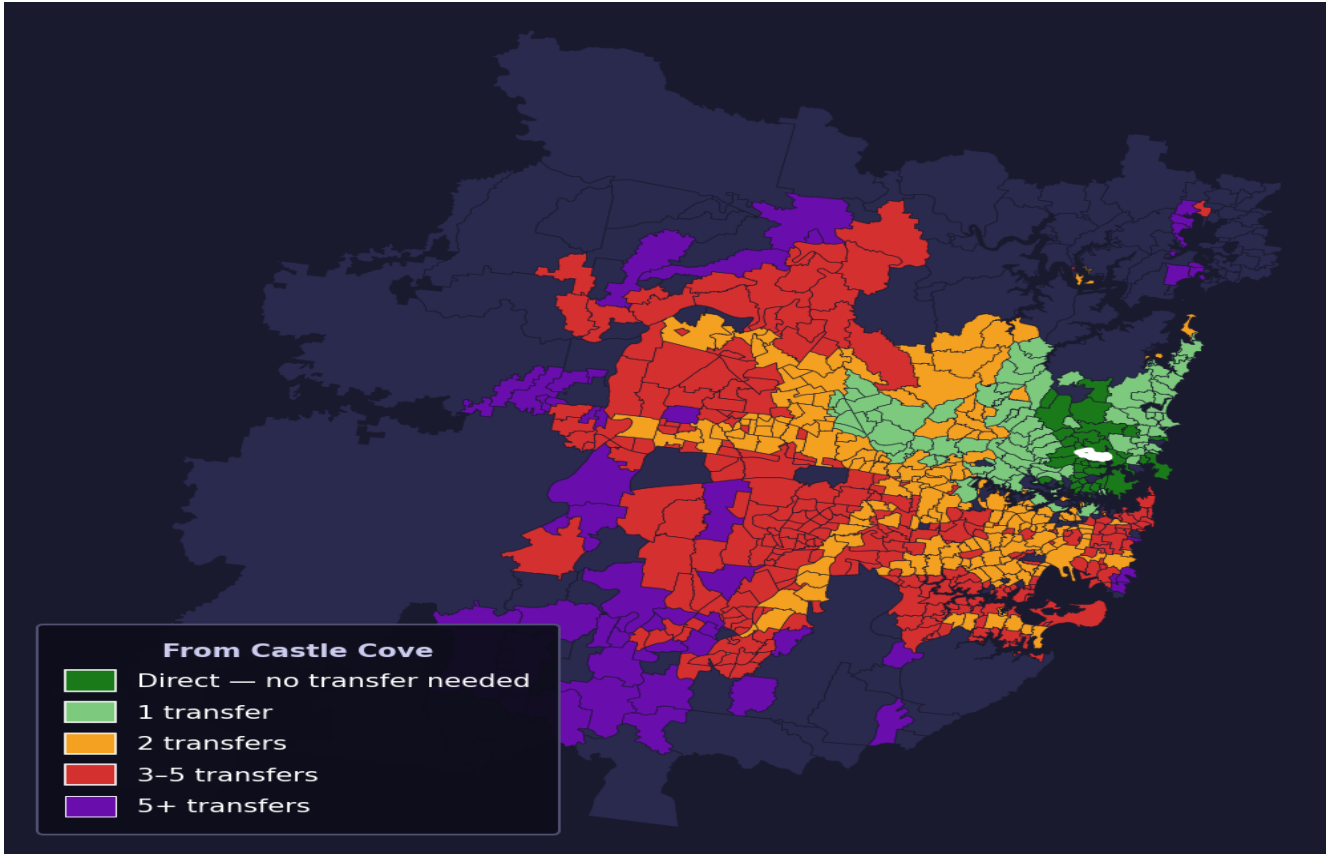 From Castle Cove
Direct — no transfer needed
1 transfer
2 transfers
3–5 transfers
5+ transfers